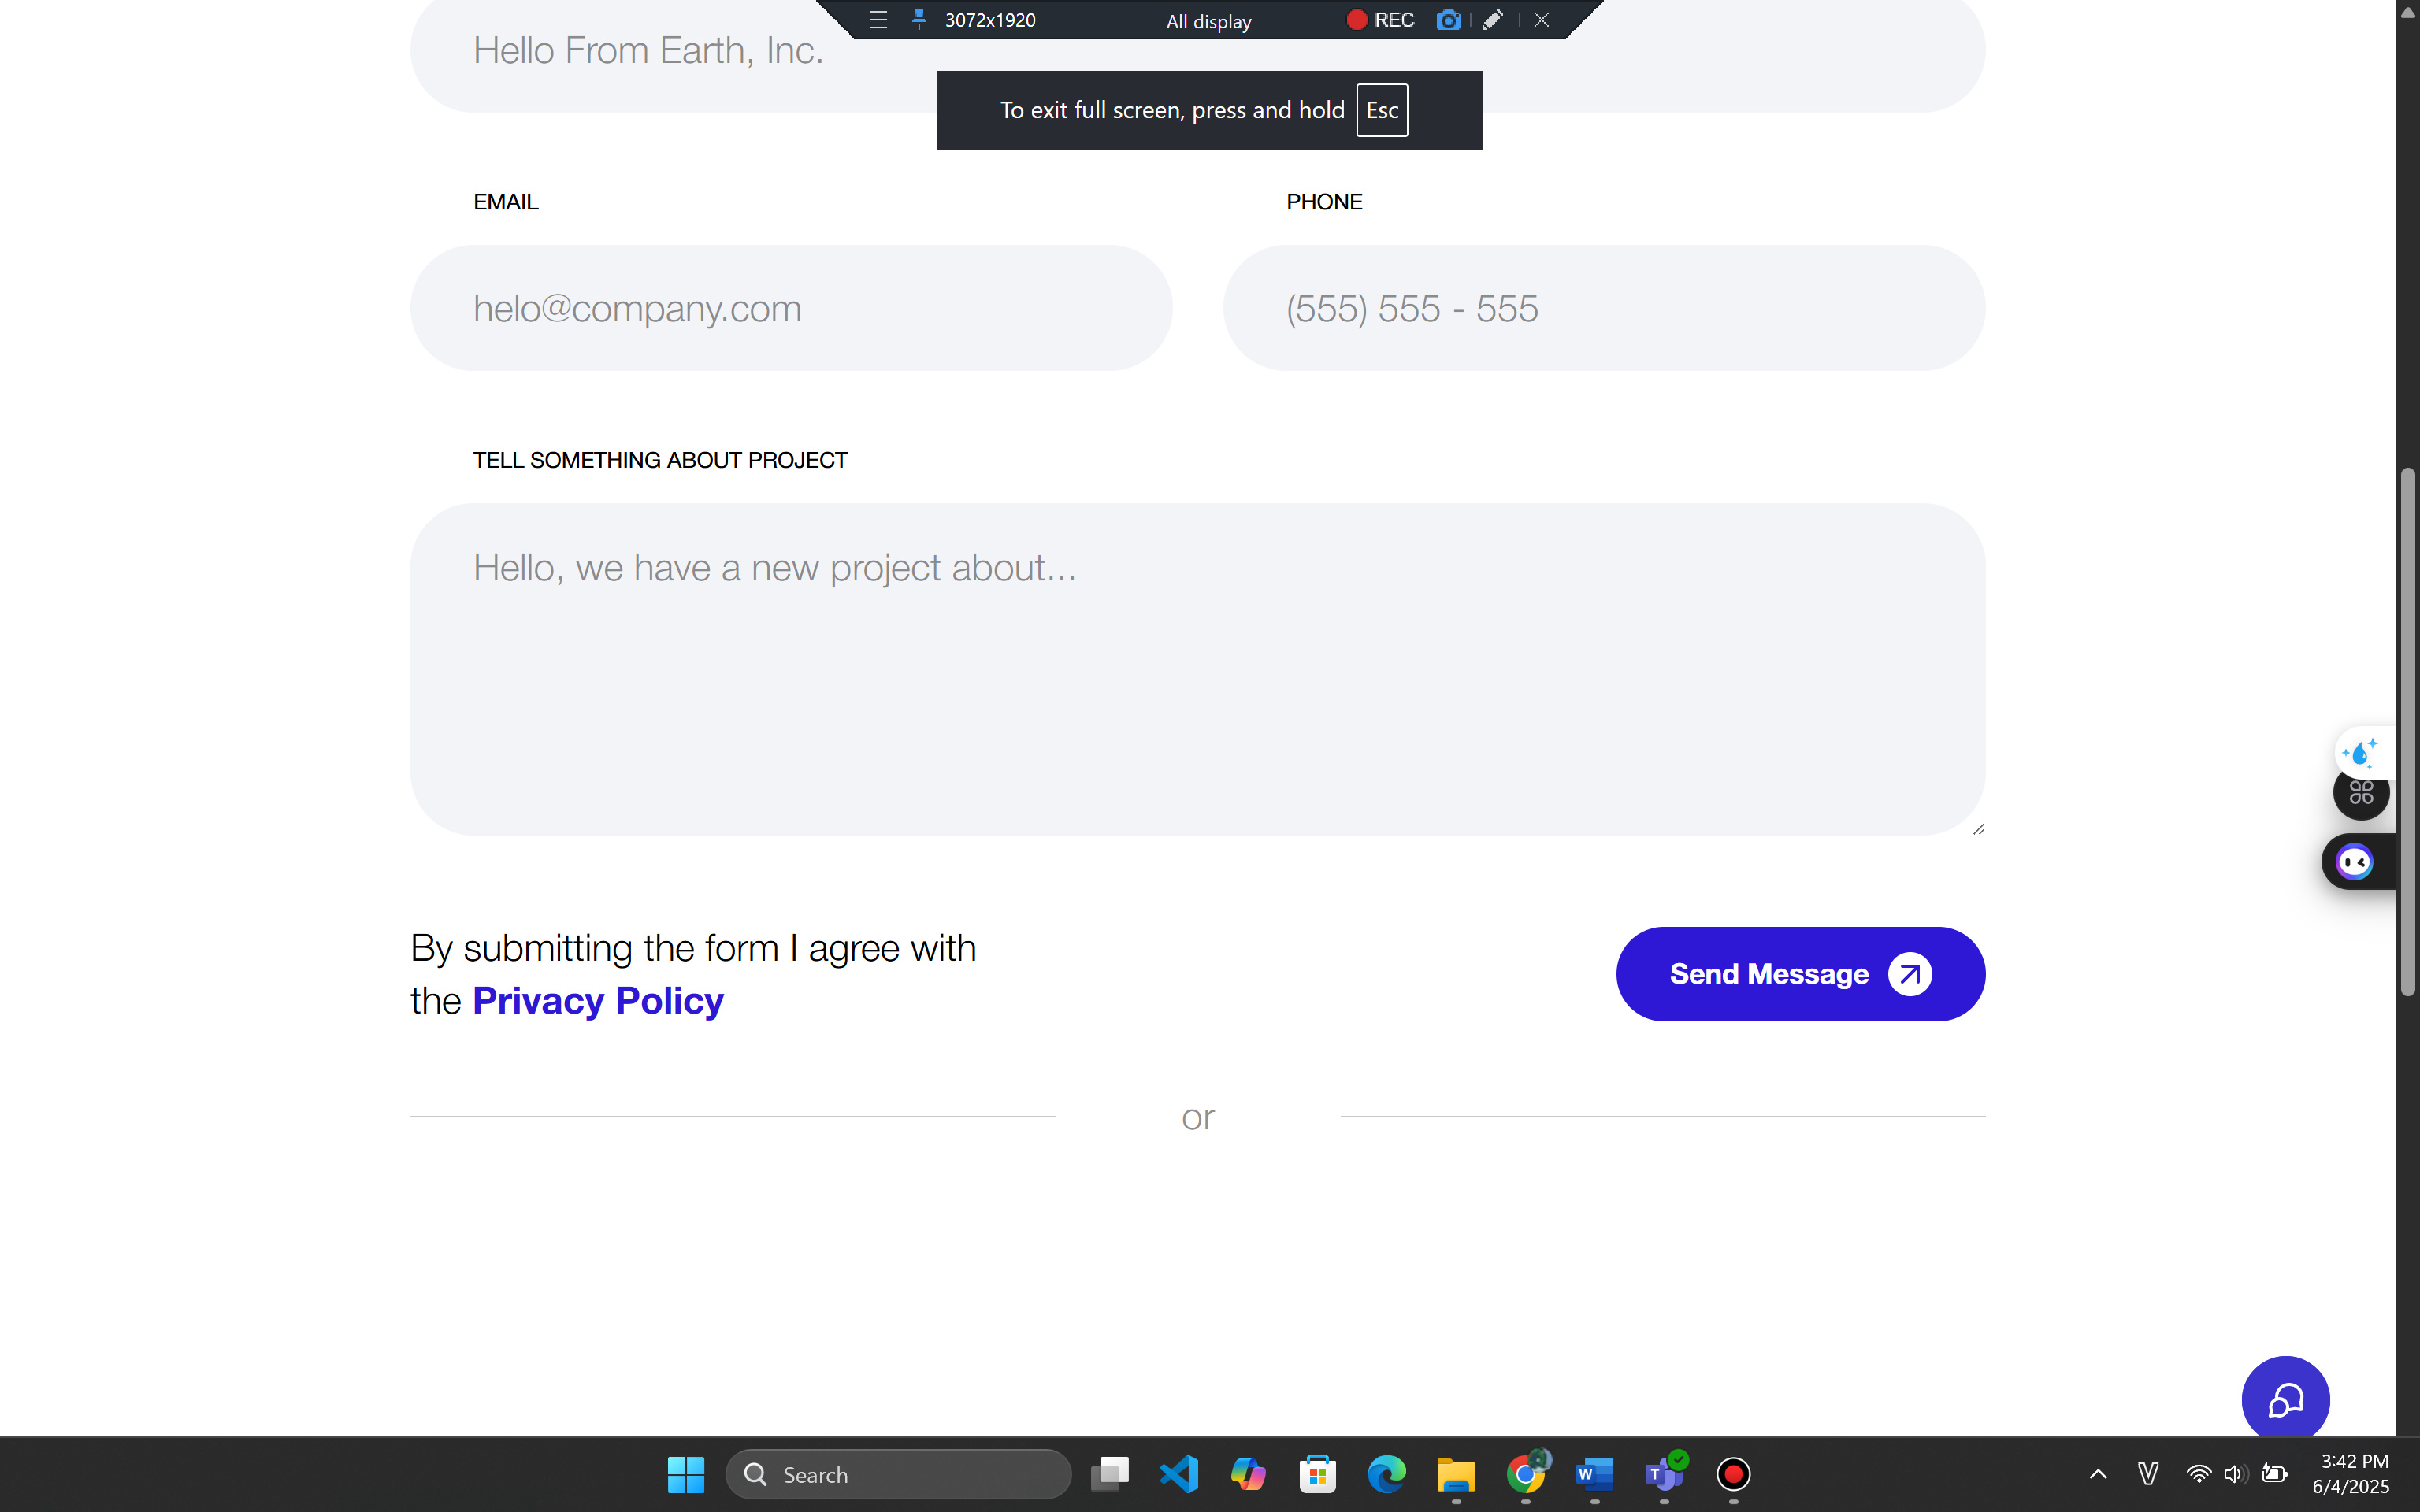 3072x1920
All display
REC
Hello From Earth, Inc.
To exit full screen, press and hold Esc
EMAIL
PHONE
helo@company.com
(555) 555 - 555
TELL SOMETHING ABOUT PROJECT
Hello, we have a new project about...
By submitting the form I agree with
the Privacy Policy
Send Message
or
Search
3:42 PM
6/4/2025